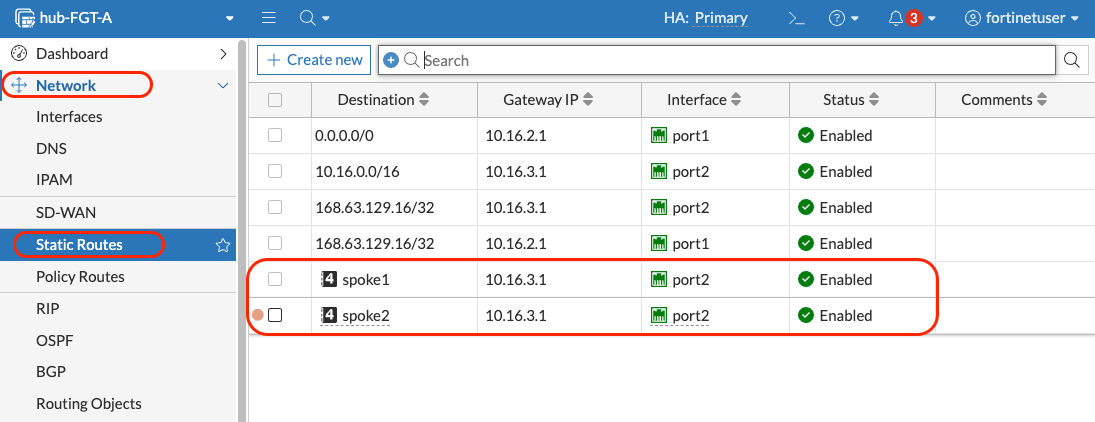 hub-FGT-A HA: Primary >_ ? 3 fortinetuser
Dashboard
Network
Interfaces
DNS
IPAM
SD-WAN
Static Routes
Policy Routes
RIP
OSPF
BGP
Routing Objects
+ Create new Search
Destination Gateway IP Interface Status Comments
0.0.0.0/0 10.16.2.1 port1 Enabled
10.16.0.0/16 10.16.3.1 port2 Enabled
168.63.129.16/32 10.16.3.1 port2 Enabled
168.63.129.16/32 10.16.2.1 port1 Enabled
4 spoke1 10.16.3.1 port2 Enabled
4 spoke2 10.16.3.1 port2 Enabled